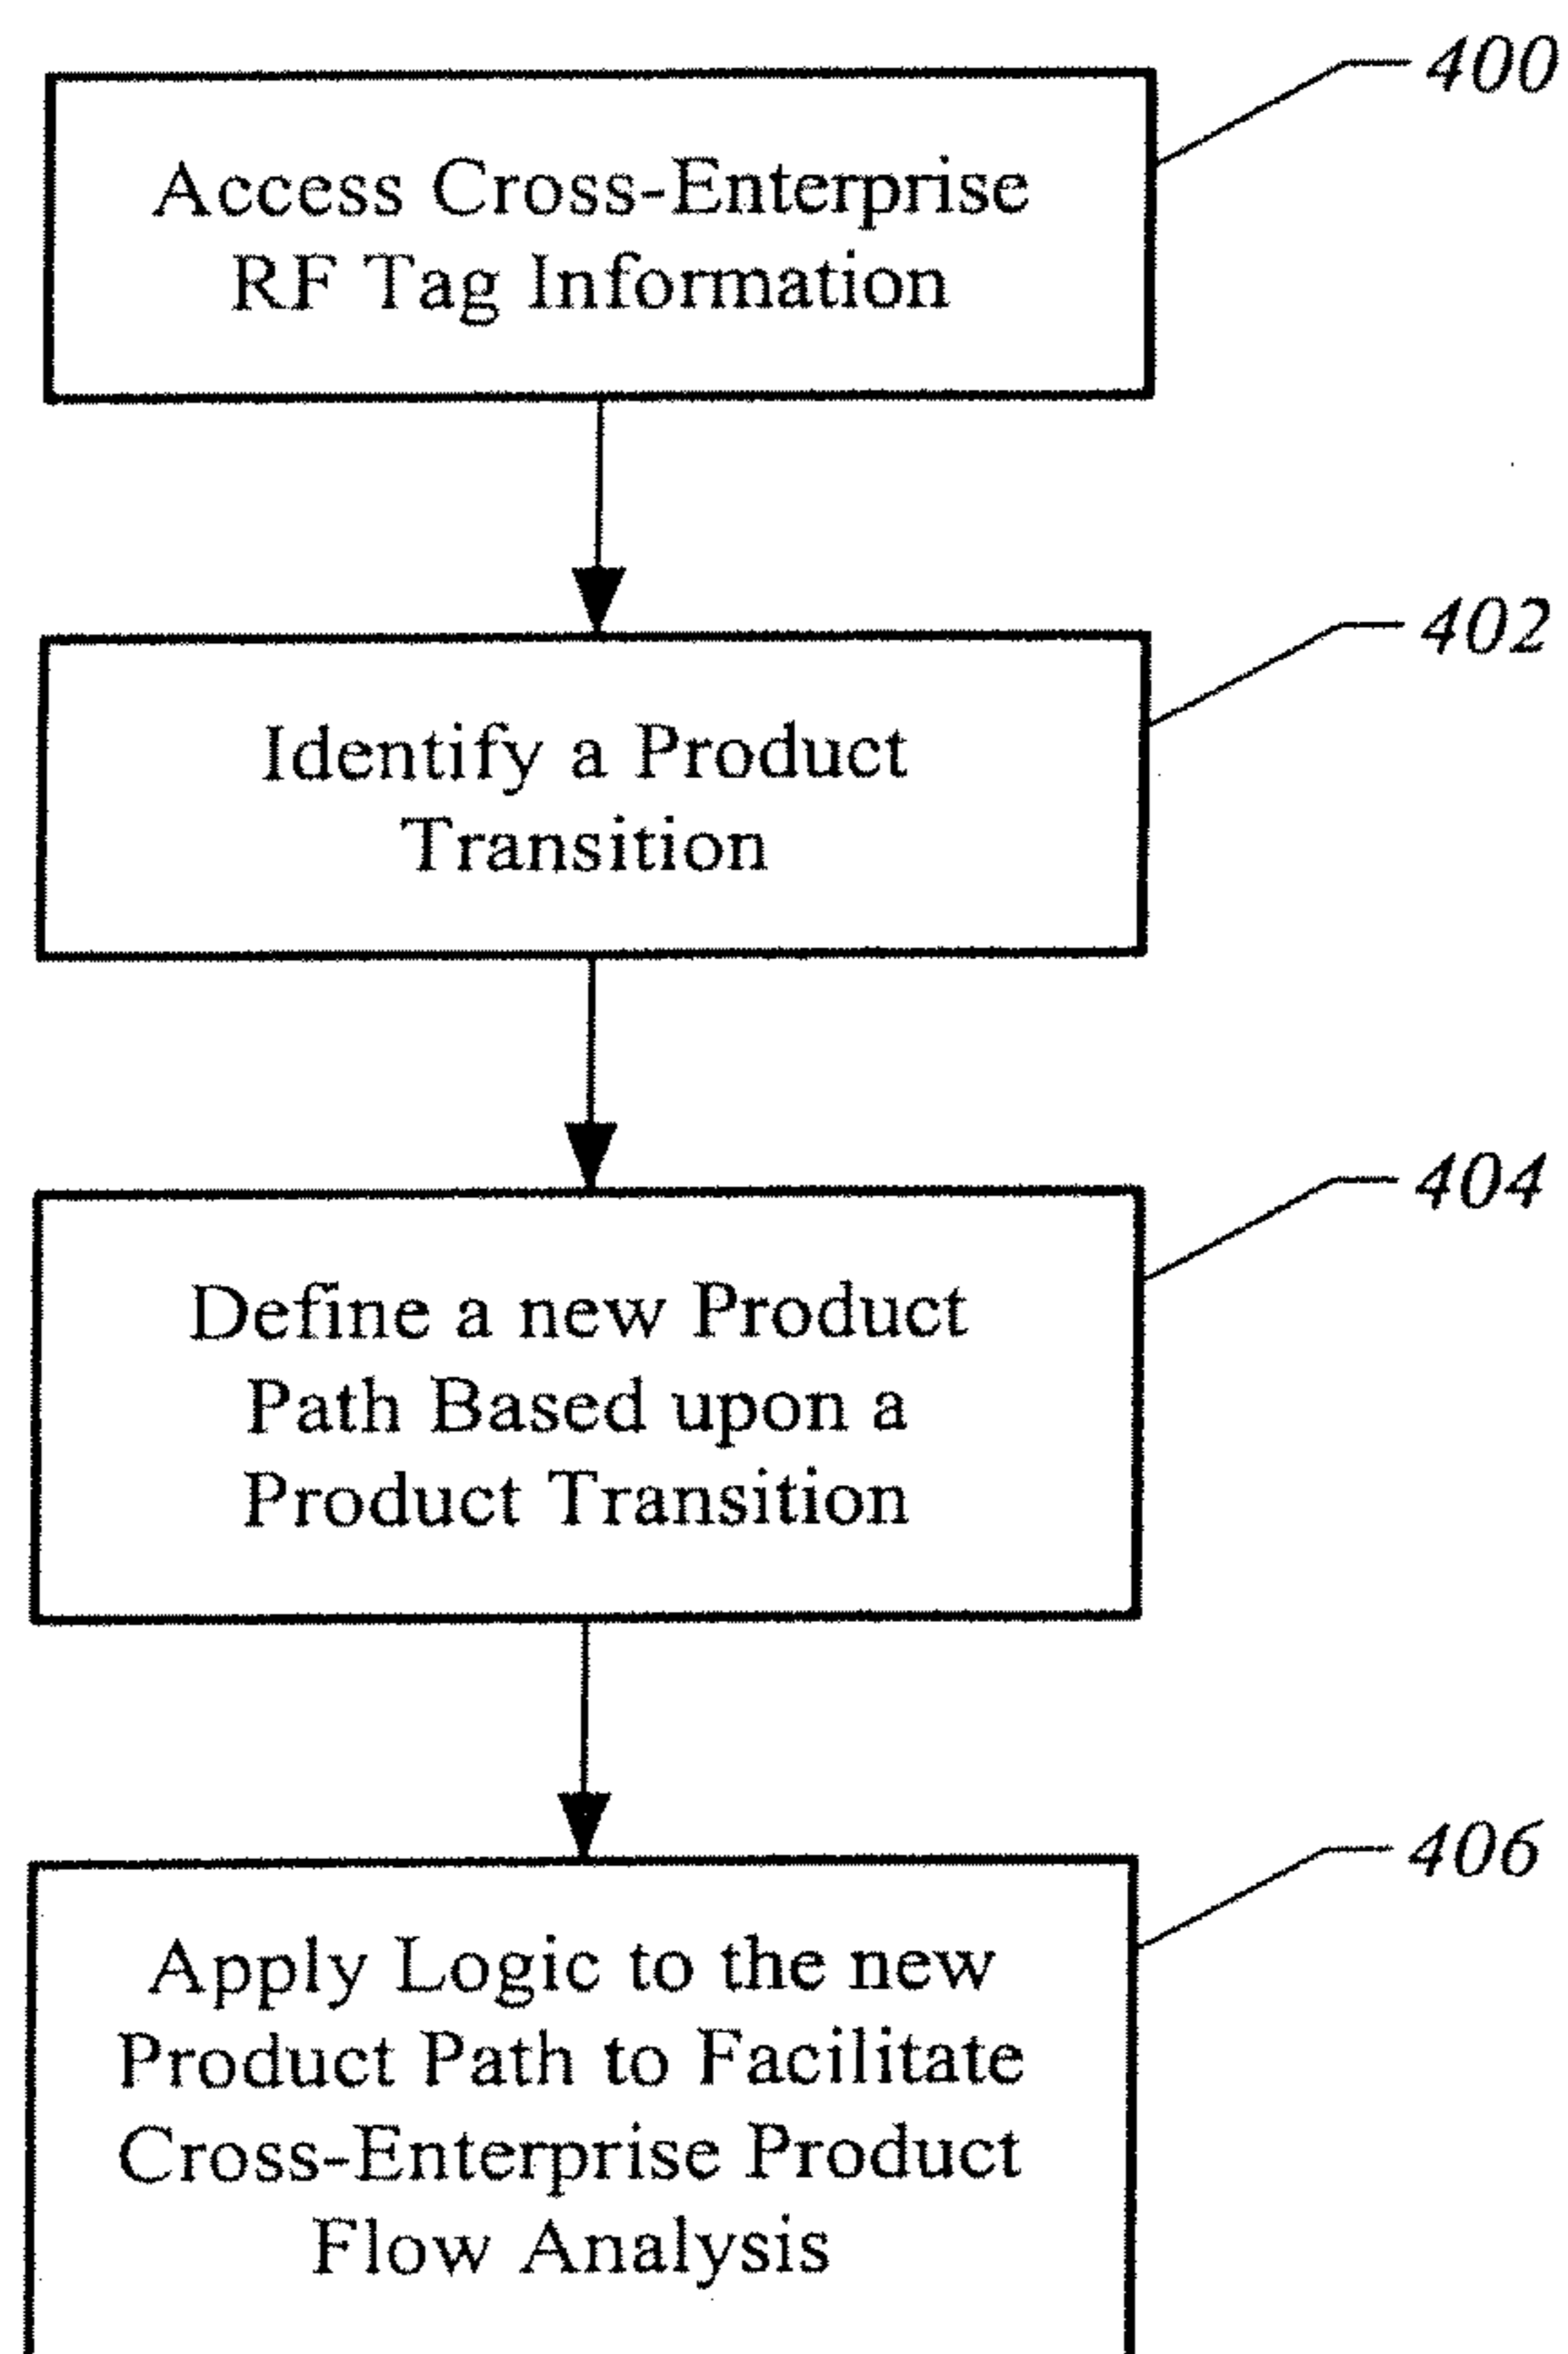 400
Access Cross-Enterprise
RF Tag Information
402
Identify a Product
Transition
404
Define a new Product
Path Based upon a
Product Transition
406
Apply Logic to the new
Product Path to Facilitate
Cross-Enterprise Product
Flow Analysis